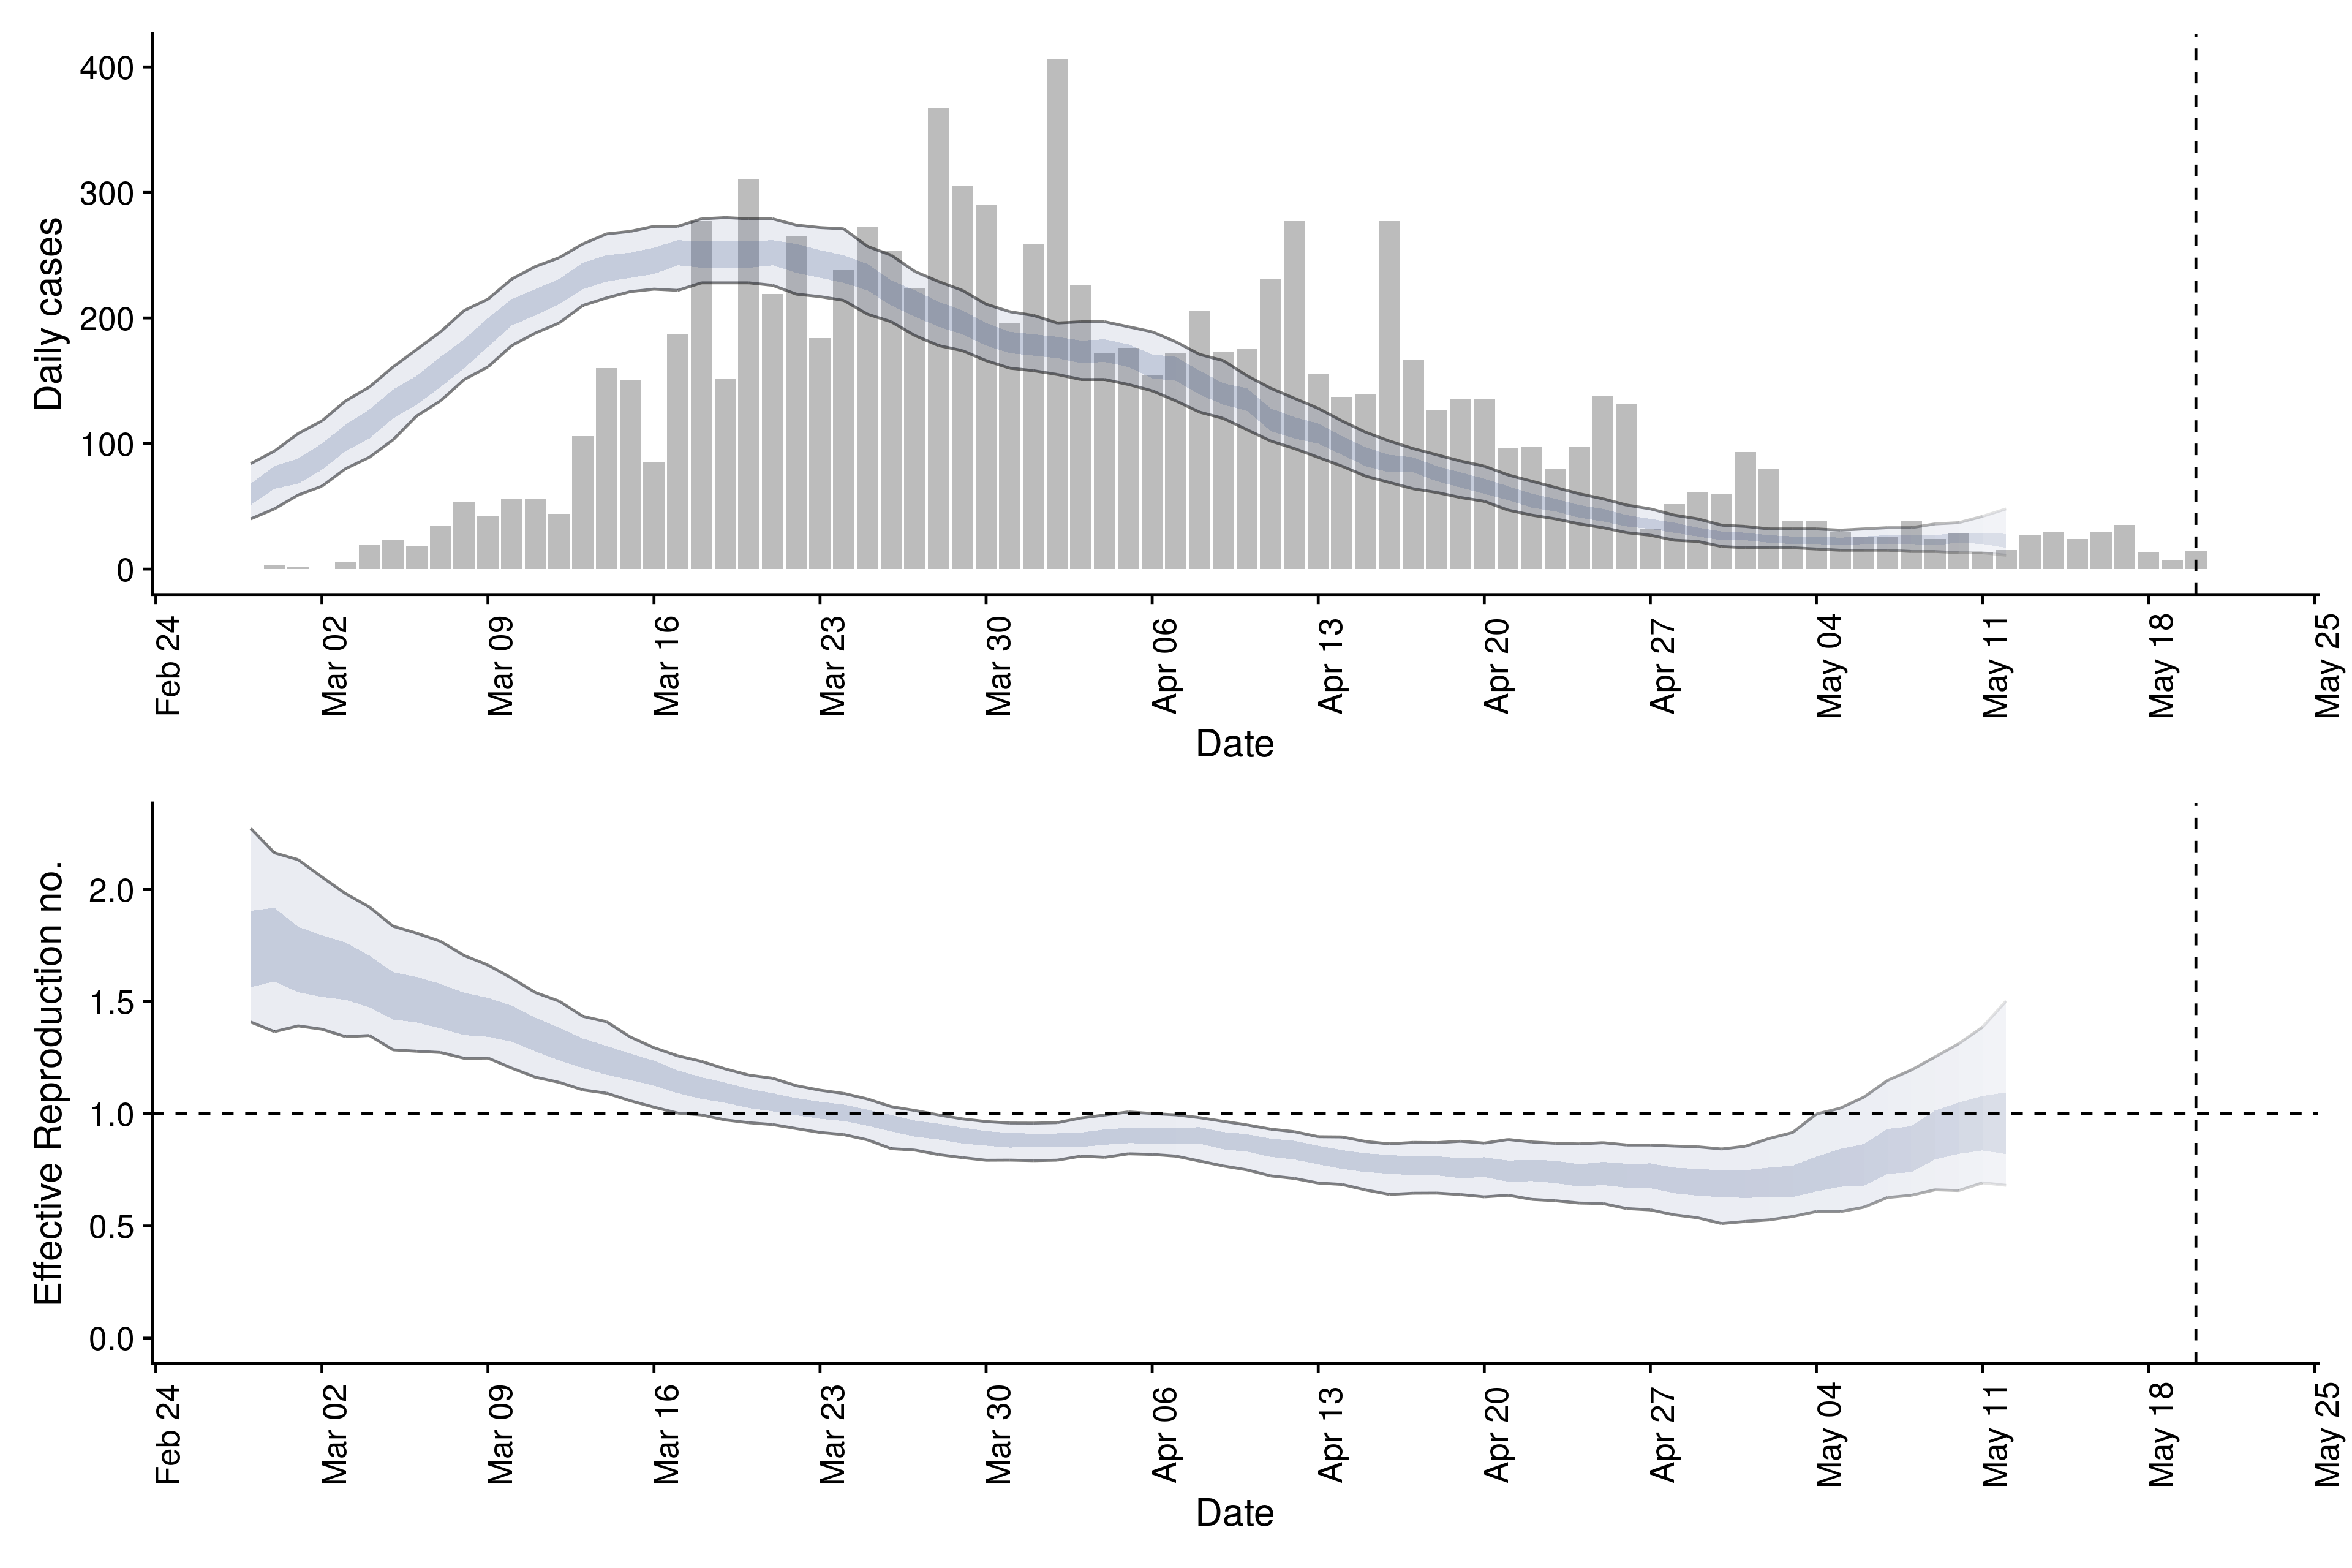 Daily cases
400
300
200
100
0
Feb 24
Mar 02
Mar 09
Mar 16
Mar 23
Mar 30
Apr 06
Apr 13
Apr 20
Apr 27
May 04
May 11
May 18
May 25
Date
Effective Reproduction no.
2.0
1.5
1.0
0.5
0.0
Feb 24
Mar 02
Mar 09
Mar 16
Mar 23
Mar 30
Apr 06
Apr 13
Apr 20
Apr 27
May 04
May 11
May 18
May 25
Date